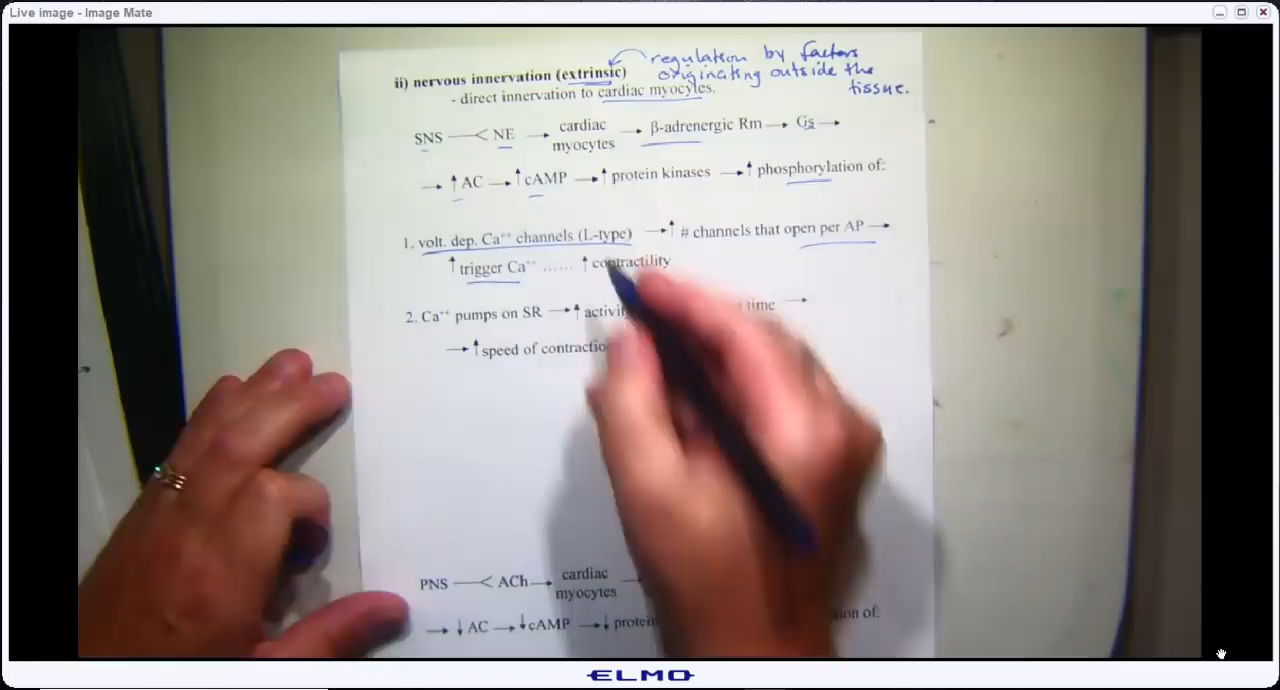 Live image - Image Mate
ii) nervous innervation (extrinsic) regulation by factors
originating outside the
tissue.
- direct innervation to cardiac myocytes.
SNS —< NE → cardiac myocytes → β-adrenergic Rm → Gs →
→ ↑ AC → ↑ cAMP → ↑ protein kinases → ↑ phosphorylation of:
1. volt. dep. Ca⁺⁺ channels (L-type) → ↑ # channels that open per AP →
↑ trigger Ca⁺⁺ ...... ↑ contractility
2. Ca⁺⁺ pumps on SR → ↑ time →
→ ↑ speed of
PNS —< ACh → cardiac myocytes →
→ ↓ AC → ↓ cAMP → ↓ of:
ELMO